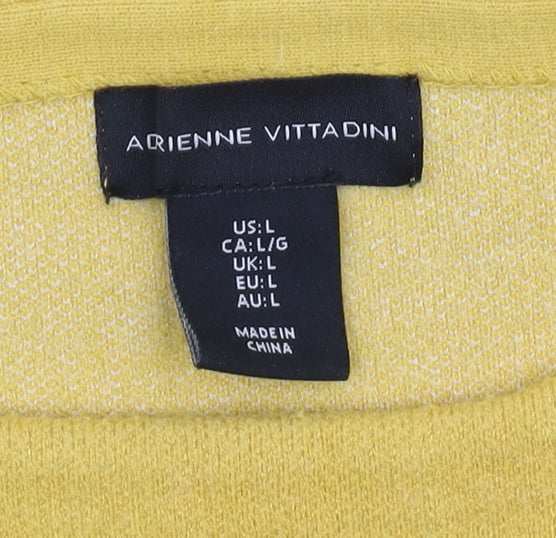 ADRIENNE VITTADINI
US:L
CA:L/G
UK:L
EU:L
AU:L
MADE IN
CHINA